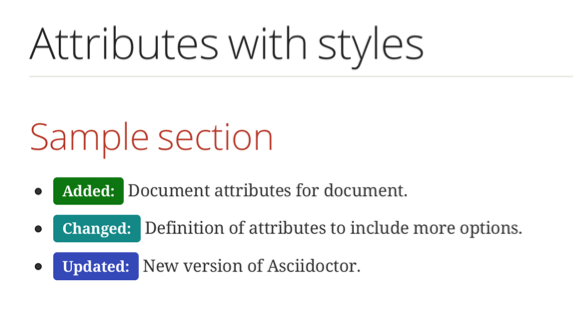 Attributes with styles
Sample section
Added: Document attributes for document.
Changed: Definition of attributes to include more options.
Updated: New version of Asciidoctor.